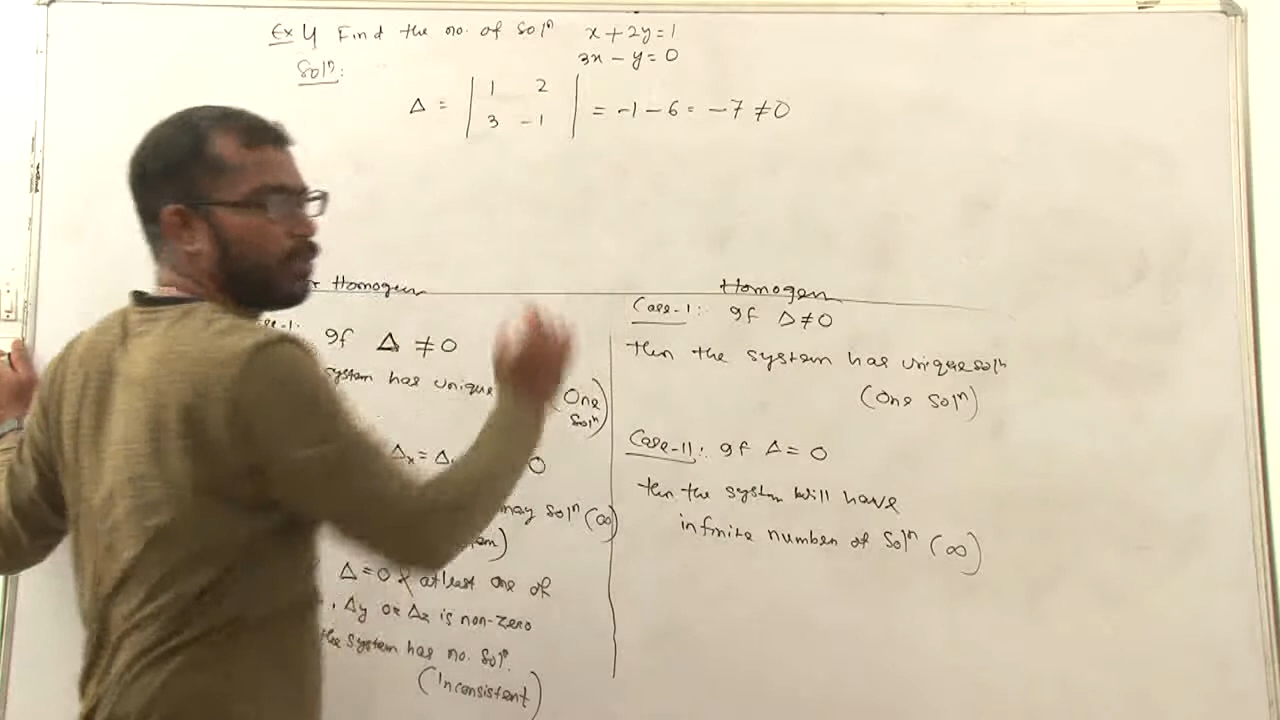 Ex 4 Find the no. of Solⁿ x + 2y = 1
3x - y = 0
Solⁿ:
Δ = | 1 2 | = -1 - 6 = -7 ≠ 0
| 3 -1 |
Homogen
If Δ ≠ 0
system has unique (One
Solⁿ)
Δx = Δ 0
may Solⁿ (∞)
Δ = 0 & at least one of
, Δy or Δz is non-zero
the system has no. Solⁿ.
(Inconsistent)
Homogen
Case-I: If Δ ≠ 0
then the system has unique solⁿ
(One Solⁿ)
Case-II: If Δ = 0
then the system will have
infinite number of Solⁿ (∞)